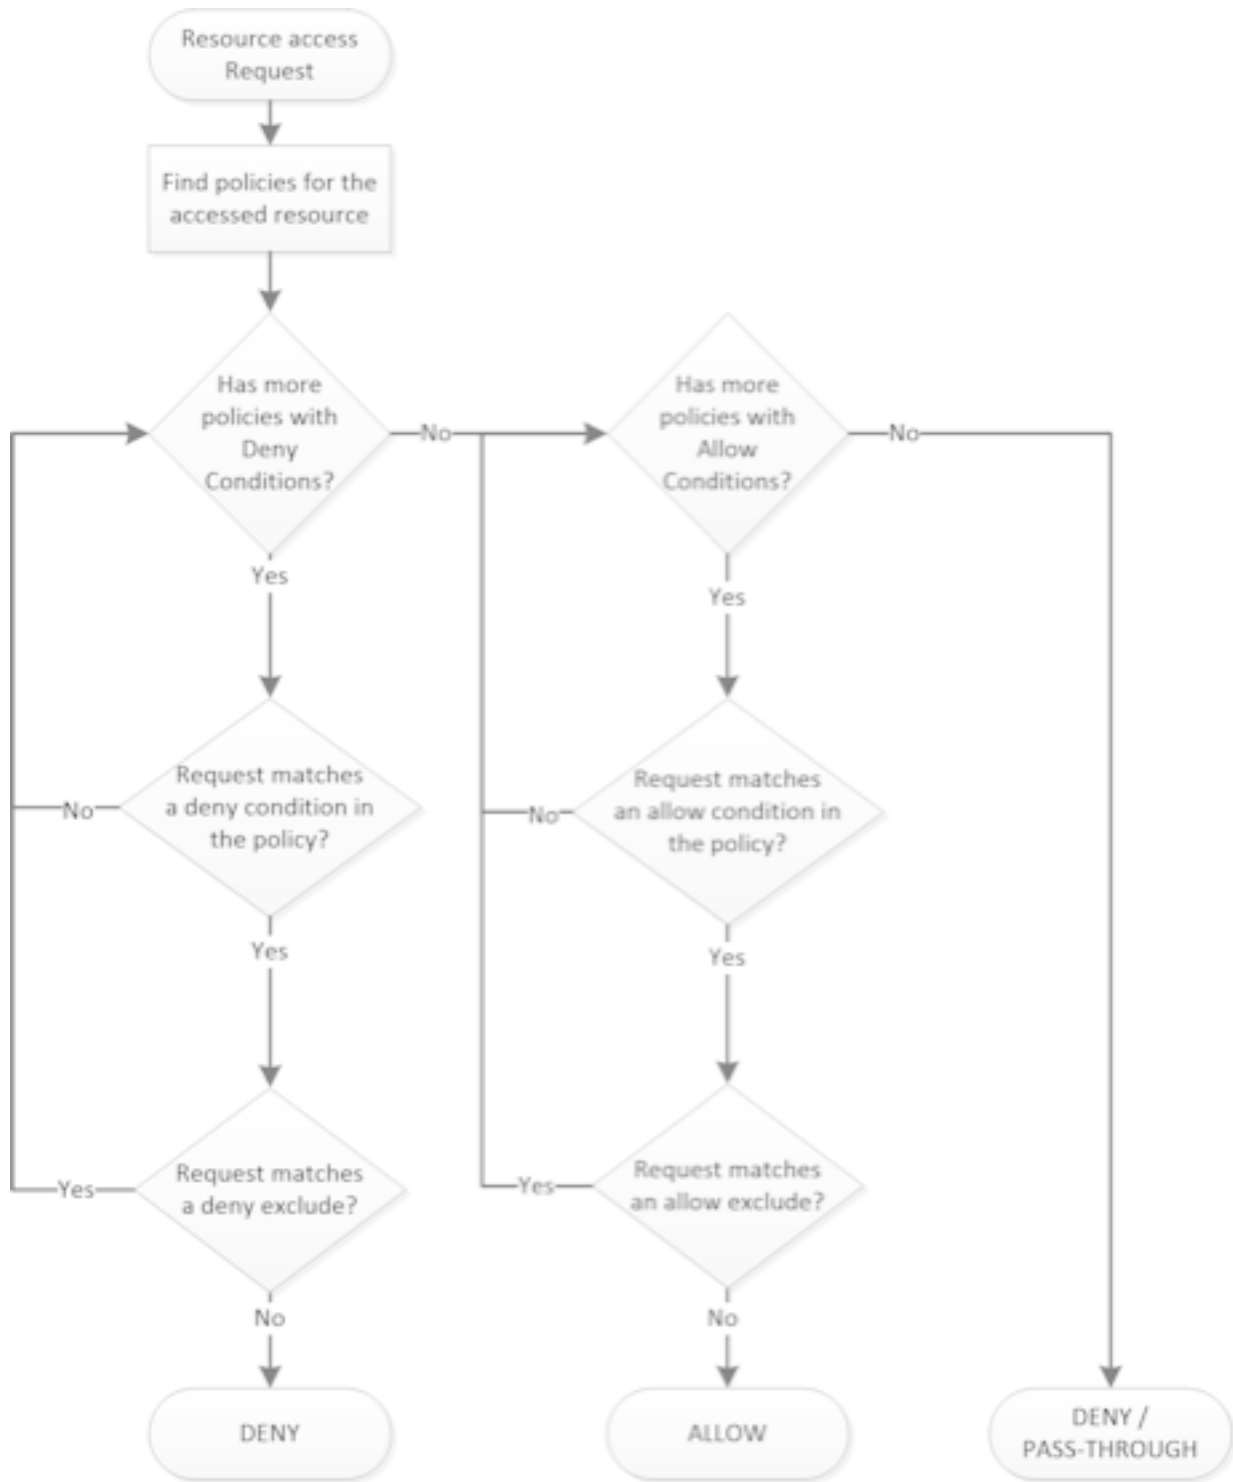 Resource access
Request
Find policies for the
accessed resource
Has more
policies with
Deny
Conditions?
No
Has more
policies with
Allow
Conditions?
No
Yes
Yes
Request matches
a deny condition in
the policy?
No
Request matches
an allow condition in
the policy?
No
Yes
Yes
Request matches
a deny exclude?
Yes
Request matches
an allow exclude?
Yes
No
No
DENY
ALLOW
DENY /
PASS-THROUGH